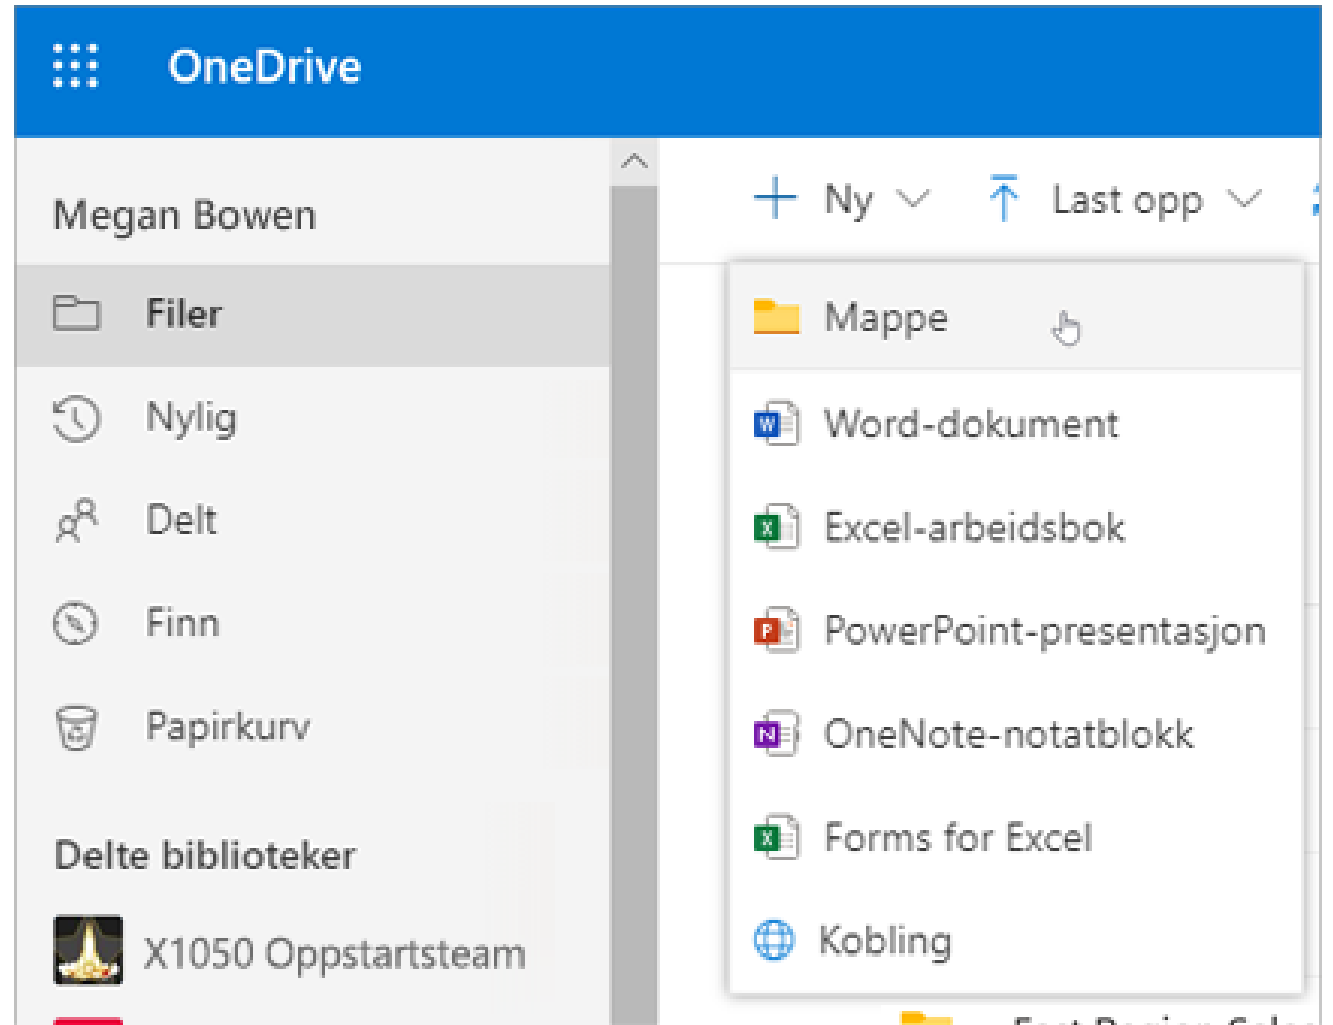 OneDrive
Megan Bowen
Filer
Nylig
Delt
Finn
Papirkurv
Delte biblioteker
X1050 Oppstartsteam
Ny
Last opp
Mappe
Word-dokument
Excel-arbeidsbok
PowerPoint-presentasjon
OneNote-notatblokk
Forms for Excel
Kobling